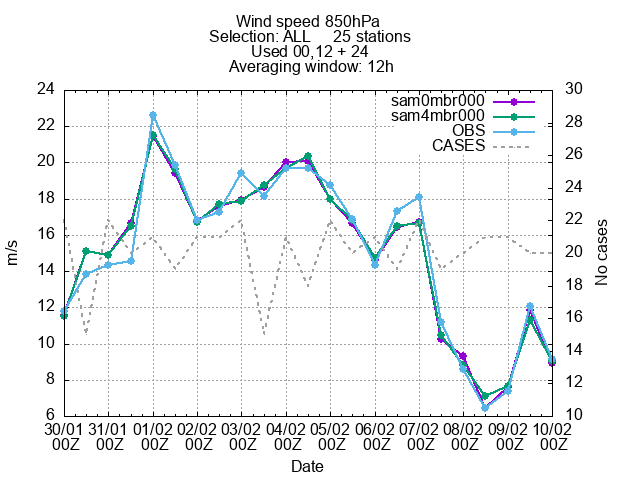 Wind speed 850hPa
Selection: ALL 25 stations
Used 00,12 + 24
Averaging window: 12h
24
22
20
18
16
14
12
10
8
6
m/s
30
28
26
24
22
20
18
16
14
12
10
No cases
sam0mbr000
sam4mbr000
OBS
CASES
30/01 31/01 01/02 02/02 03/02 04/02 05/02 06/02 07/02 08/02 09/02 10/02
00Z 00Z 00Z 00Z 00Z 00Z 00Z 00Z 00Z 00Z 00Z 00Z
Date